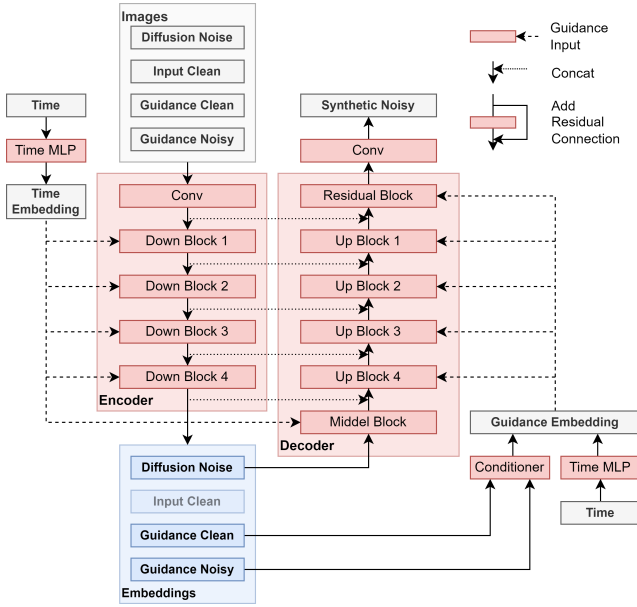 Images
Diffusion Noise
Input Clean
Guidance Clean
Guidance Noisy
Guidance
Input
Concat
Add
Residual
Connection
Time
Time MLP
Time
Embedding
Synthetic Noisy
Conv
Conv
Down Block 1
Down Block 2
Down Block 3
Down Block 4
Encoder
Residual Block
Up Block 1
Up Block 2
Up Block 3
Up Block 4
Middel Block
Decoder
Diffusion Noise
Input Clean
Guidance Clean
Guidance Noisy
Embeddings
Guidance Embedding
Conditioner
Time MLP
Time